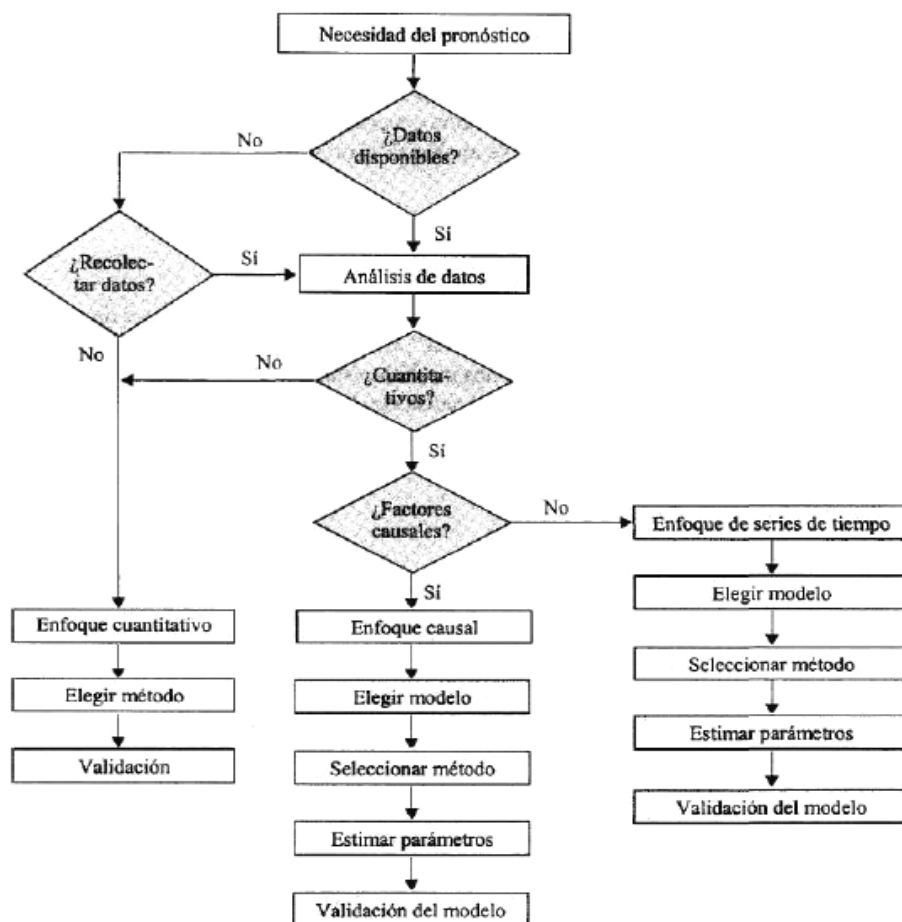 Necesidad del pronóstico
¿Datos
disponibles?
No
Sí
¿Recolec-
tar datos?
Sí
Análisis de datos
No
No
¿Cuantita-
tivos?
Sí
¿Factores
causales?
No
Enfoque de series de tiempo
Sí
Elegir modelo
Enfoque cuantitativo
Enfoque causal
Seleccionar método
Elegir método
Elegir modelo
Estimar parámetros
Validación
Seleccionar método
Validación del modelo
Estimar parámetros
Validación del modelo